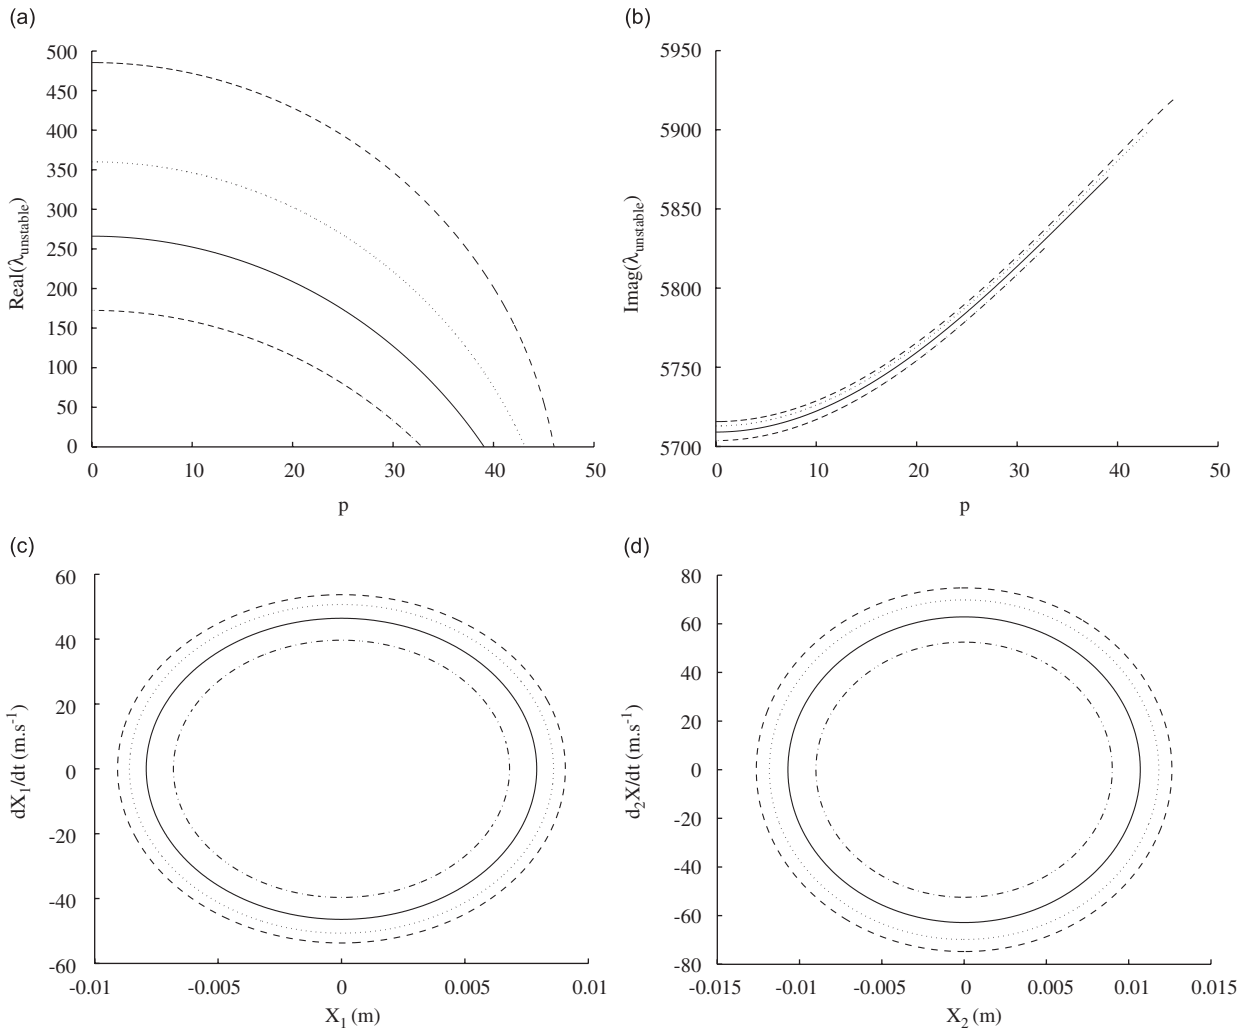 (a)
500
450
400
350
300
250
200
150
100
50
0
Real(λunstable)
0 10 20 30 40 50
p
(b)
5950
5900
5850
5800
5750
5700
Imag(λunstable)
0 10 20 30 40 50
p
(c)
60
40
20
0
-20
-40
-60
dX1/dt (m.s-1)
-0.01 -0.005 0 0.005 0.01
X1 (m)
(d)
80
60
40
20
0
-20
-40
-60
-80
d2X/dt (m.s-1)
-0.015 -0.01 -0.005 0 0.005 0.01 0.015
X2 (m)